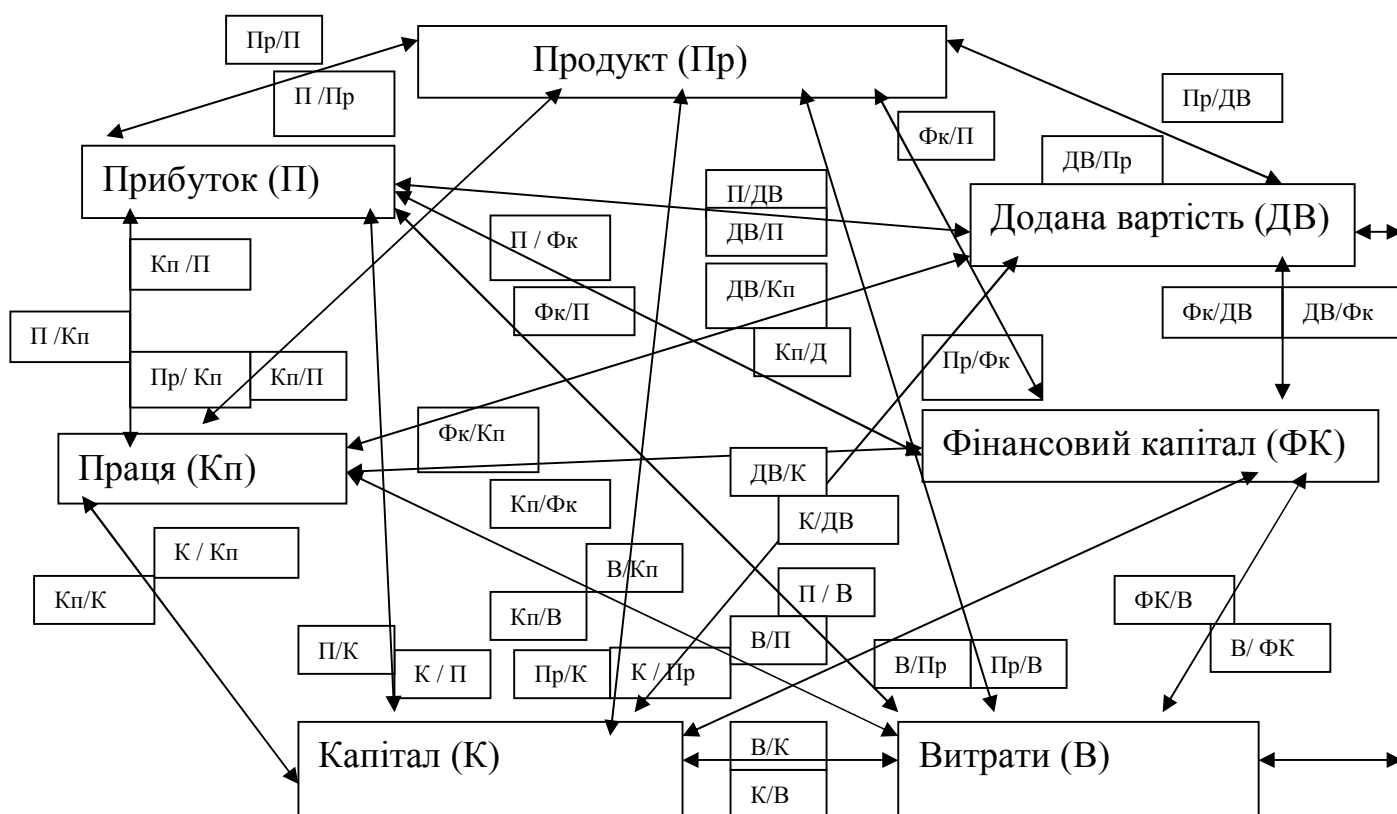 Пр/П
Продукт (Пр)
П /Пр
Пр/ДВ
Фк/П
ДВ/Пр
Прибуток (П)
П/ДВ
Додана вартість (ДВ)
ДВ/П
П / Фк
Кп /П
ДВ/Кп
Фк/П
Фк/ДВ
ДВ/Фк
П /Кп
Кп/Д
Пр/Фк
Пр/ Кп
Кп/П
Фк/Кп
Фінансовий капітал (ФК)
Праця (Кп)
ДВ/К
Кп/Фк
К/ДВ
К / Кп
В/Кп
Кп/К
П / В
ФК/В
Кп/В
П/К
В/П
В/ ФК
К / П
Пр/К
К / Пр
В/Пр
Пр/В
Капітал (К)
В/К
Витрати (В)
К/В